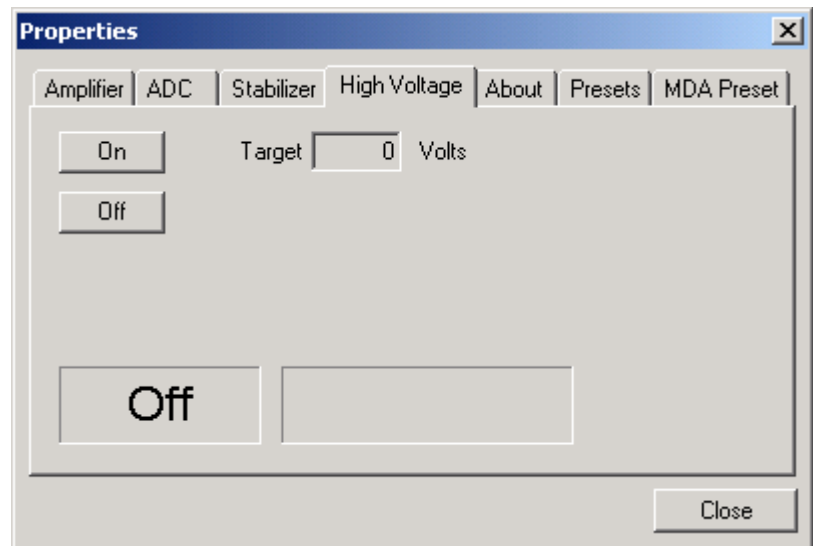 Properties
Amplifier ADC Stabilizer High Voltage About Presets MDA Preset
On Target 0 Volts
Off
Off
Close